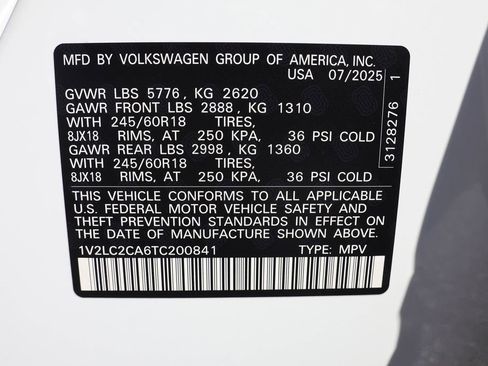 MFD BY VOLKSWAGEN GROUP OF AMERICA, INC.
USA 07/2025
GVWR LBS 5776, KG 2620
GAWR FRONT LBS 2888, KG 1310
WITH 245/60R18 TIRES,
8JX18 RIMS, AT 250 KPA, 36 PSI COLD
GAWR REAR LBS 2998, KG 1360
WITH 245/60R18 TIRES,
8JX18 RIMS, AT 250 KPA, 36 PSI COLD
THIS VEHICLE CONFORMS TO ALL APPLICABLE
U.S. FEDERAL MOTOR VEHICLE SAFETY AND
THEFT PREVENTION STANDARDS IN EFFECT ON
THE DATE OF MANUFACTURE SHOWN ABOVE.
1V2LC2CA6TC200841 TYPE: MPV
3128276 1